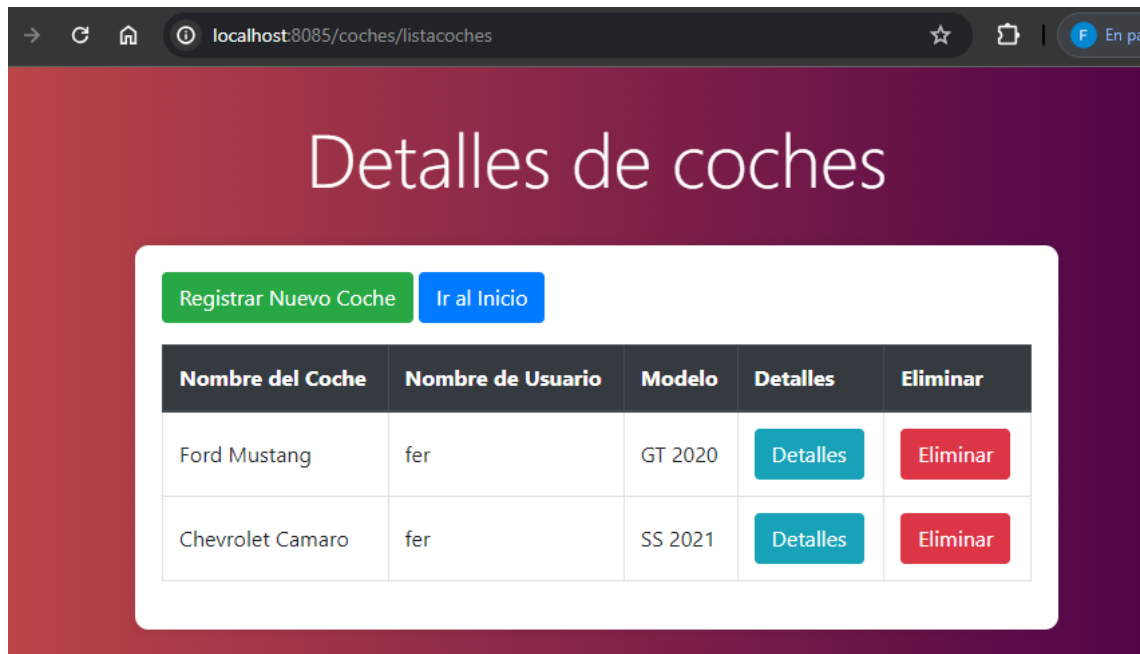 localhost:8085/coches/listacoches
F En pa
Detalles de coches
Registrar Nuevo Coche Ir al Inicio
Nombre del Coche Nombre de Usuario Modelo Detalles Eliminar
Ford Mustang fer GT 2020 Detalles Eliminar
Chevrolet Camaro fer SS 2021 Detalles Eliminar